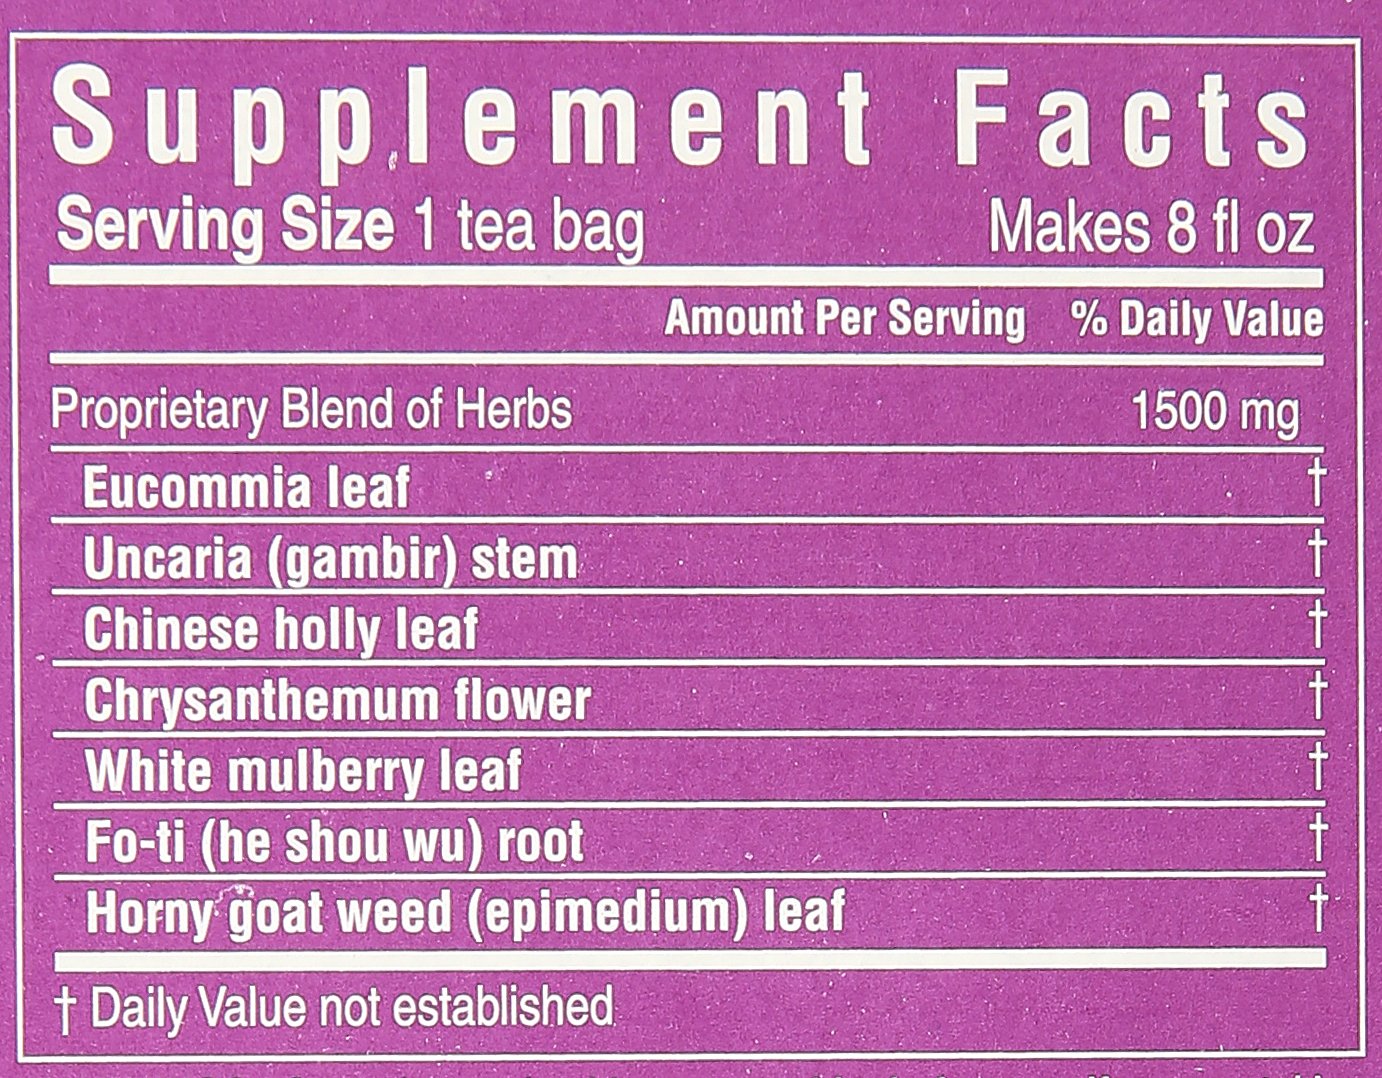 Supplement Facts
Serving Size 1 tea bag Makes 8 fl oz
Amount Per Serving % Daily Value
Proprietary Blend of Herbs 1500 mg
Eucommia leaf †
Uncaria (gambir) stem †
Chinese holly leaf †
Chrysanthemum flower †
White mulberry leaf †
Fo-ti (he shou wu) root †
Horny goat weed (epimedium) leaf †
† Daily Value not established